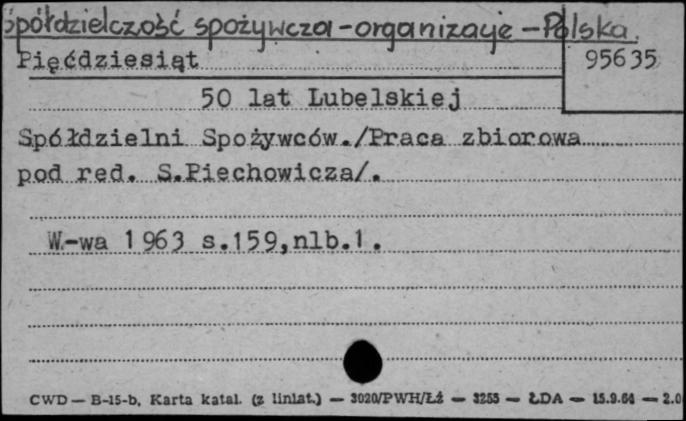 Spółdzielczość spożywcza - organizacje - Polska.
Pięćdziesiąt
95635
50 lat Lubelskiej
Spółdzielni Spożywców./Praca zbiorowa
pod red. S.Piechowicza/.
W.-wa 1963 s.159,nlb.1.
CWD — B-15-b. Karta katal. (z liniat.) — 3020/PWH/Łż — 3255 — ŁDA — 15.9.64 — 2.0